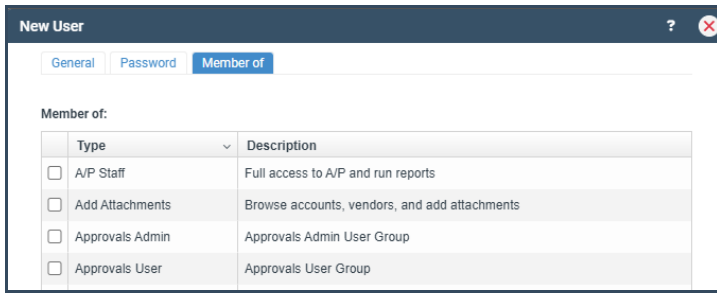 New User ?
General Password Member of
Member of:
Type Description
A/P Staff Full access to A/P and run reports
Add Attachments Browse accounts, vendors, and add attachments
Approvals Admin Approvals Admin User Group
Approvals User Approvals User Group